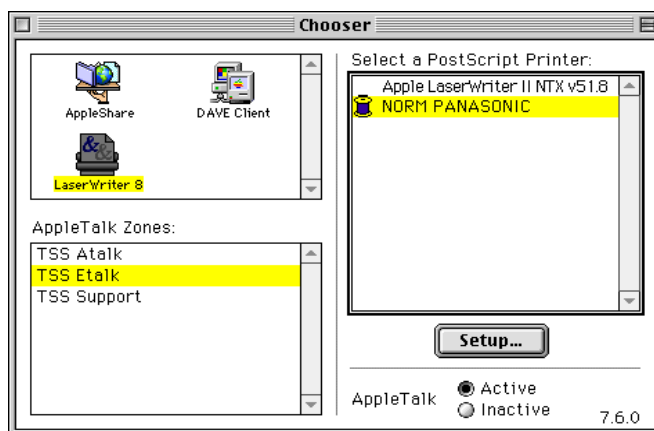 Chooser
AppleShare
DAVE Client
&&
LaserWriter 8
AppleTalk Zones:
TSS Atalk
TSS Etalk
TSS Support
Select a PostScript Printer:
Apple LaserWriter II NTX v51.8
NORM PANASONIC
Setup...
AppleTalk
Active
Inactive
7.6.0